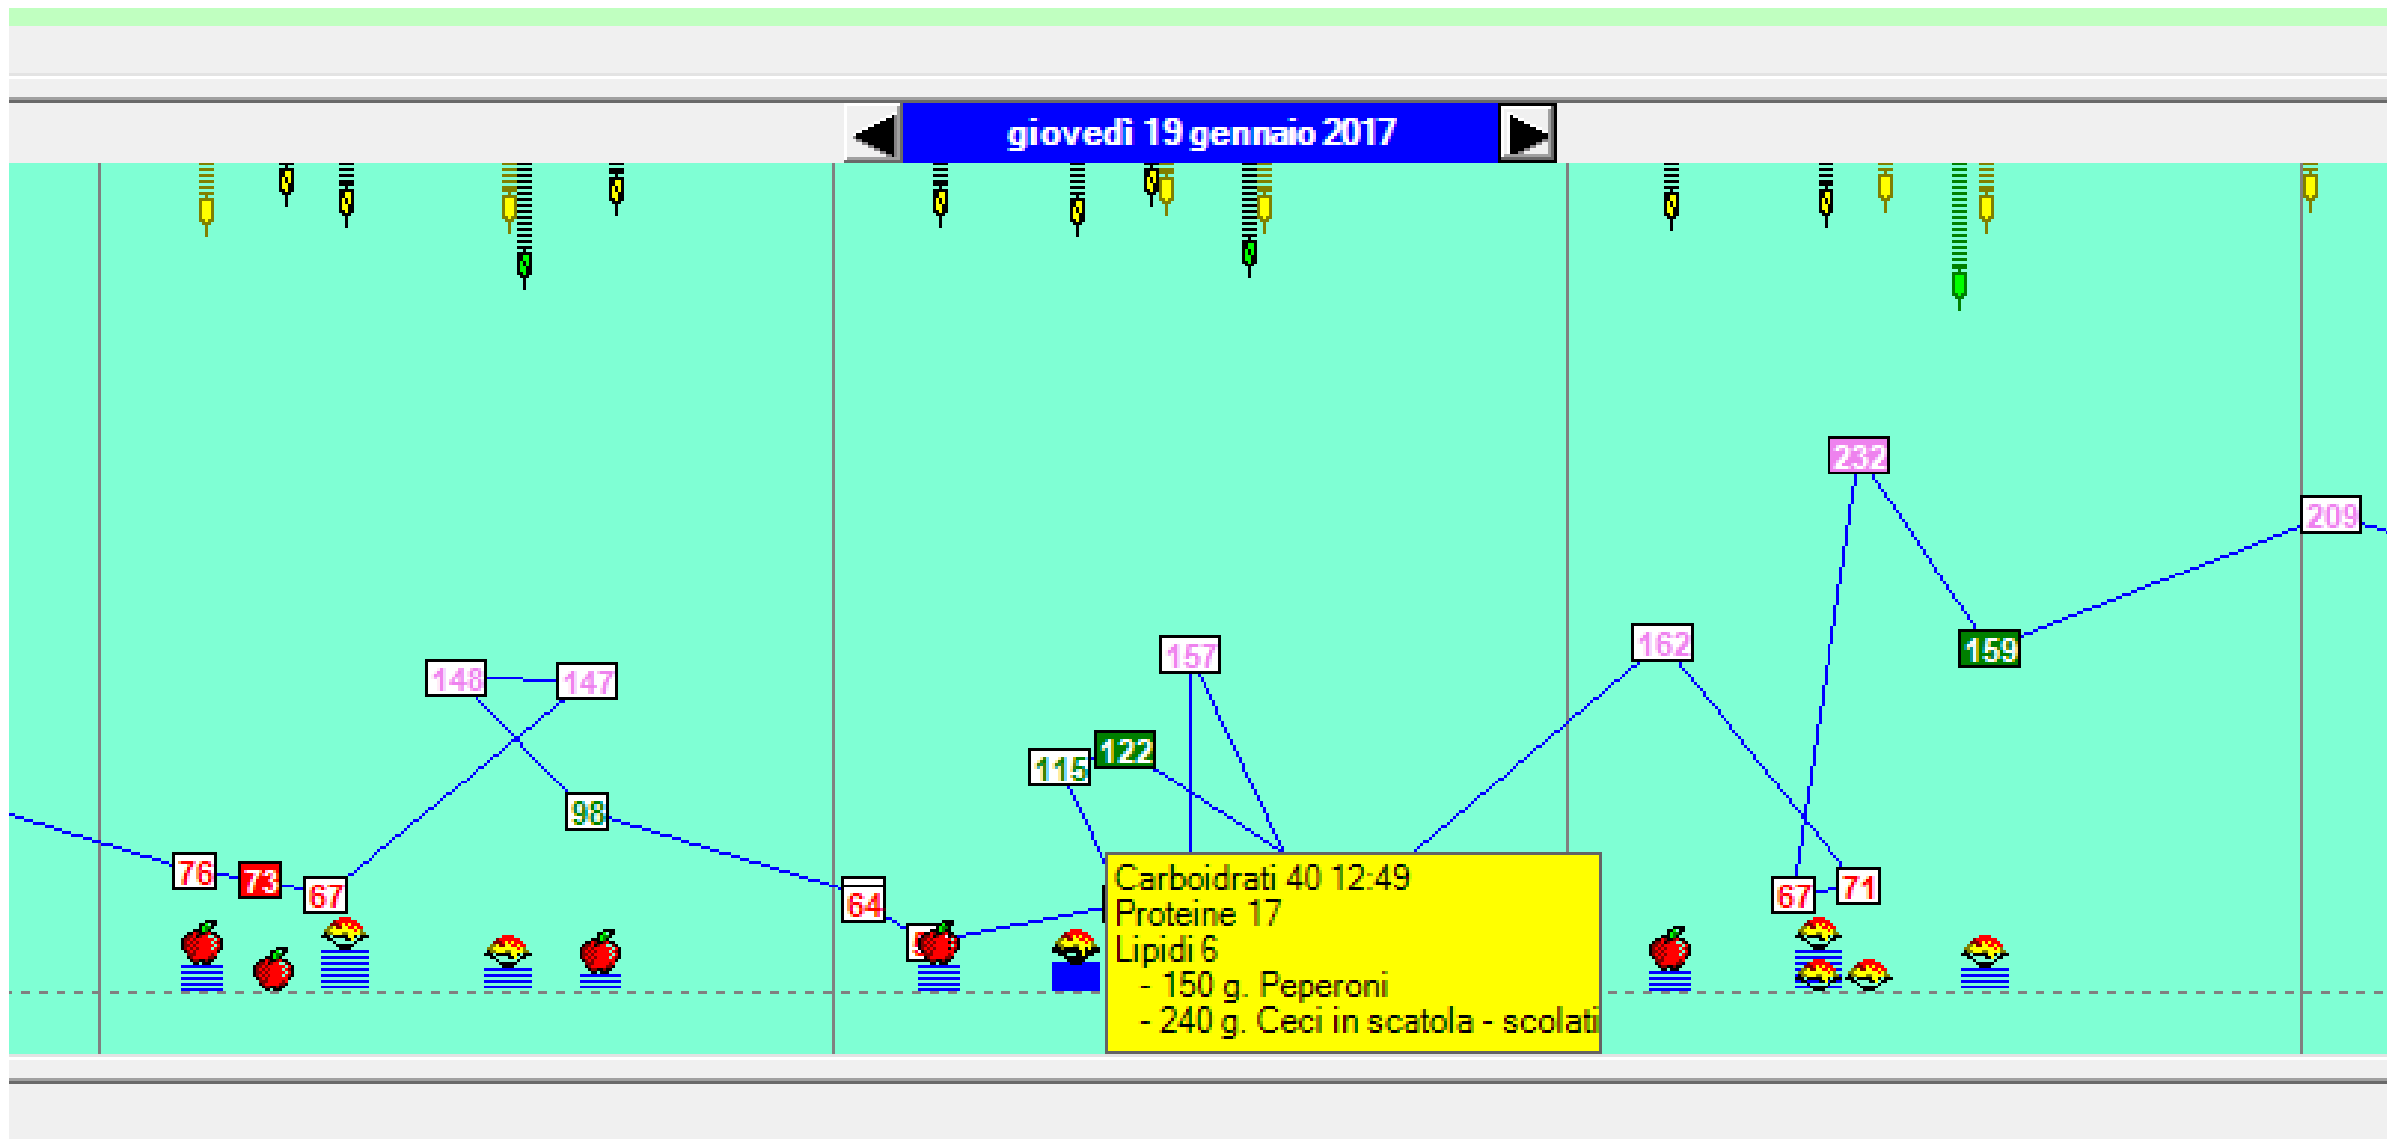 giovedì 19 gennaio 2017
232
209
162
157
159
148
147
122
115
98
76
73
67
64
67
71
Carboidrati 40 12:49
Proteine 17
Lipidi 6
- 150 g. Peperoni
- 240 g. Ceci in scatola - scolati